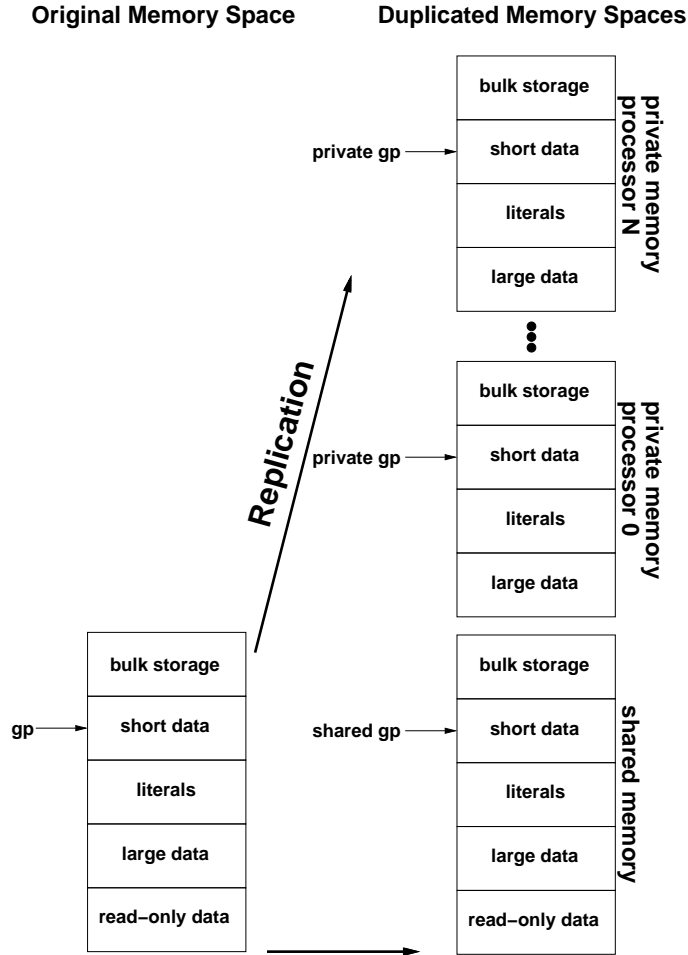 Original Memory Space
Duplicated Memory Spaces
bulk storage
private gp
short data
literals
large data
private memory
processor N
bulk storage
private gp
short data
literals
large data
private memory
processor 0
Replication
bulk storage
gp
short data
literals
large data
read−only data
bulk storage
shared gp
short data
literals
large data
read−only data
shared memory